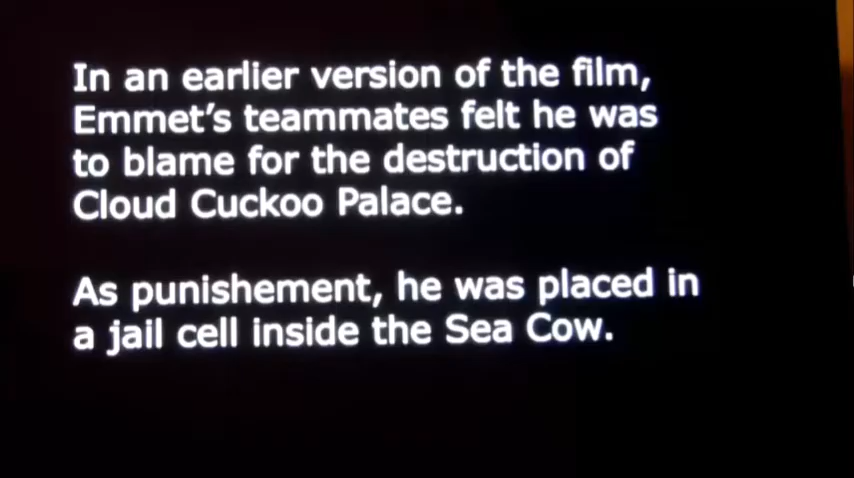 In an earlier version of the film,
Emmet's teammates felt he was
to blame for the destruction of
Cloud Cuckoo Palace.
As punishement, he was placed in
a jail cell inside the Sea Cow.